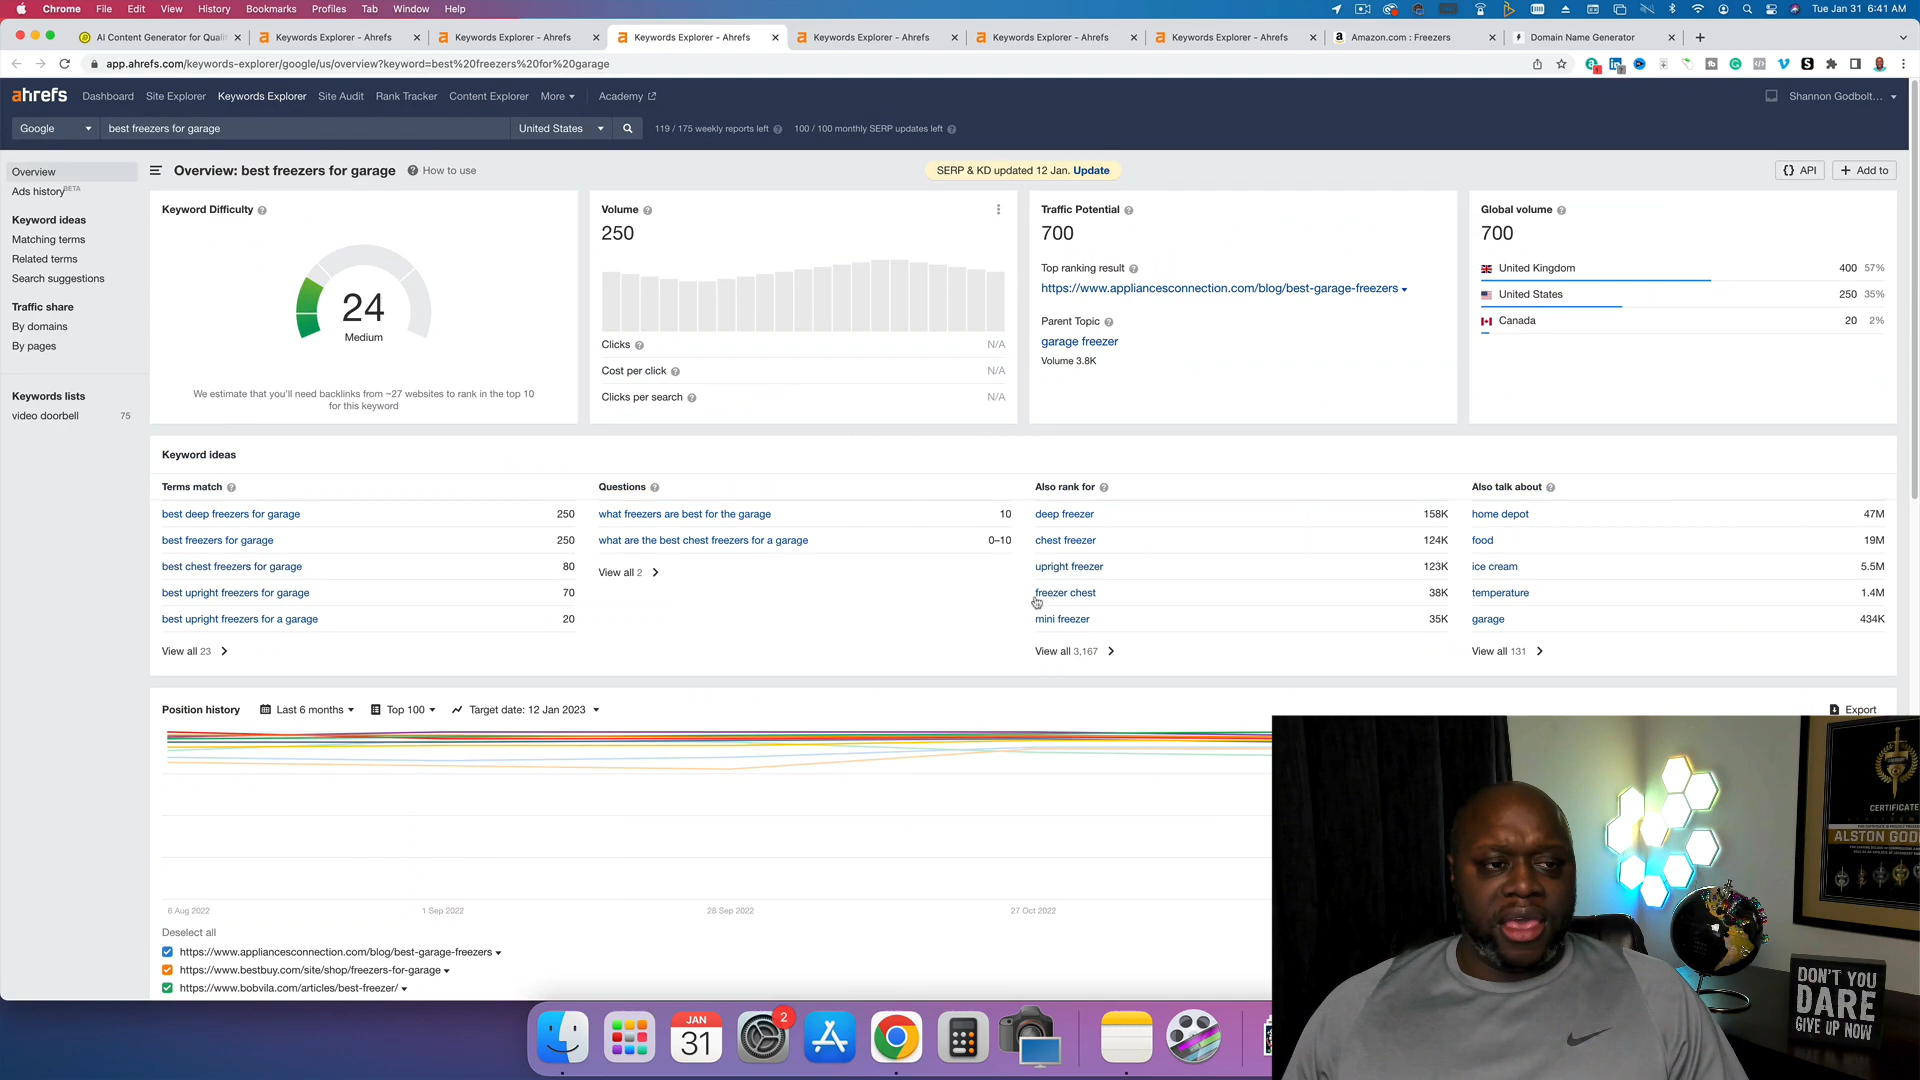 Chrome File Edit View History Bookmarks Profiles Tab Window Help Tue Jan 31 6:41 AM
AI Content Generator for Quali Keywords Explorer - Ahrefs Keywords Explorer - Ahrefs Keywords Explorer - Ahrefs Keywords Explorer - Ahrefs Keywords Explorer - Ahrefs Keywords Explorer - Ahrefs Amazon.com : Freezers Domain Name Generator
app.ahrefs.com/keywords-explorer/google/us/overview?keyword=best%20freezers%20for%20garage
ahrefs Dashboard Site Explorer Keywords Explorer Site Audit Rank Tracker Content Explorer More Academy Shannon Godbolt...
Google best freezers for garage United States 119 / 175 weekly reports left 100 / 100 monthly SERP updates left
Overview
Ads history BETA
Keyword ideas
Matching terms
Related terms
Search suggestions
Traffic share
By domains
By pages
Keywords lists
video doorbell 75
Overview: best freezers for garage How to use SERP & KD updated 12 Jan. Update API + Add to
Keyword Difficulty
24
Medium
We estimate that you'll need backlinks from ~27 websites to rank in the top 10
for this keyword
Volume
250
Clicks N/A
Cost per click N/A
Clicks per search N/A
Traffic Potential
700
Top ranking result
https://www.appliancesconnection.com/blog/best-garage-freezers
Parent Topic
garage freezer
Volume 3.8K
Global volume
700
United Kingdom 400 57%
United States 250 35%
Canada 20 2%
Keyword ideas
Terms match
best deep freezers for garage 250
best freezers for garage 250
best chest freezers for garage 80
best upright freezers for garage 70
best upright freezers for a garage 20
View all 23
Questions
what freezers are best for the garage 10
what are the best chest freezers for a garage 0–10
View all 2
Also rank for
deep freezer 158K
chest freezer 124K
upright freezer 123K
freezer chest 38K
mini freezer 35K
View all 3,167
Also talk about
home depot 47M
food 19M
ice cream 5.5M
temperature 1.4M
garage 434K
View all 131
Position history Last 6 months Top 100 Target date: 12 Jan 2023 Export
6 Aug 2022 1 Sep 2022 28 Sep 2022 27 Oct 2022
Deselect all
https://www.appliancesconnection.com/blog/best-garage-freezers
https://www.bestbuy.com/site/shop/freezers-for-garage
https://www.bobvila.com/articles/best-freezer/
CERTIFICATE
ALSTON GOD
DON'T YOU
DARE
GIVE UP NOW
JAN
31
2